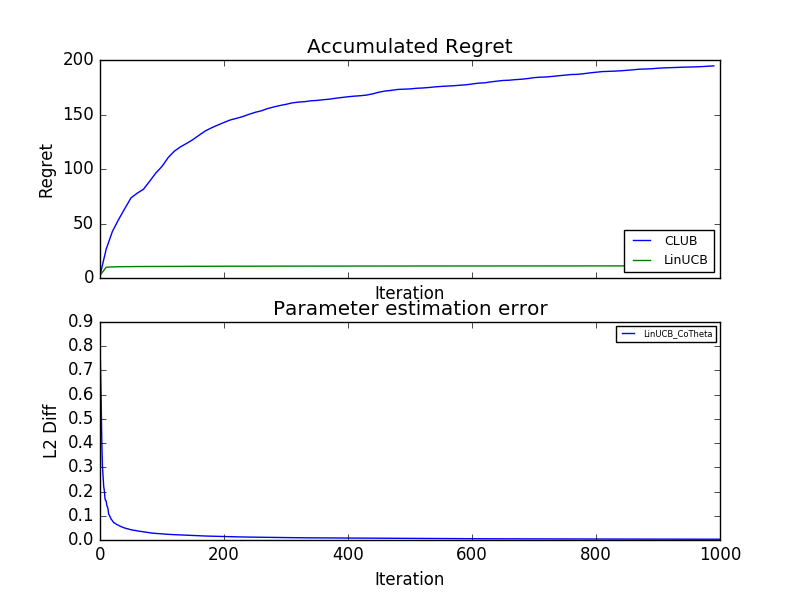 Accumulated Regret
200
150
100
50
0
Regret
CLUB
LinUCB
Iteration
Parameter estimation error
0.9
0.8
0.7
0.6
0.5
0.4
0.3
0.2
0.1
0.0
L2 Diff
LinUCB_CoTheta
0 200 400 600 800 1000
Iteration